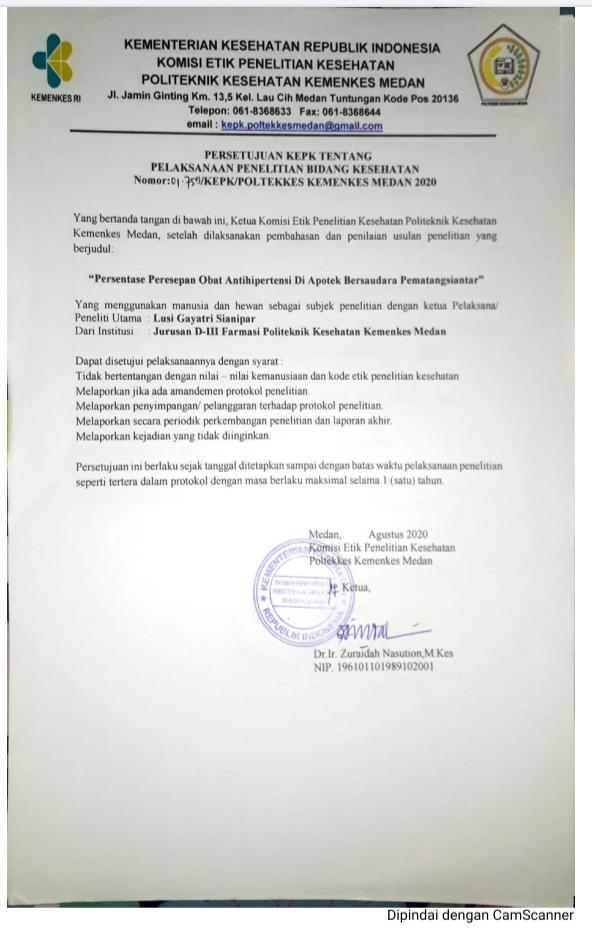 KEMENTERIAN KESEHATAN REPUBLIK INDONESIA
KOMISI ETIK PENELITIAN KESEHATAN
POLITEKNIK KESEHATAN KEMENKES MEDAN
KEMENKES RI
Jl. Jamin Ginting Km. 13,5 Kel. Lau Cih Medan Tuntungan Kode Pos 20136
Telepon: 061-8368633 Fax: 061-8368644
email : kepk.poltekkesmedan@gmail.com
PERSETUJUAN KEPK TENTANG
PELAKSANAAN PENELITIAN BIDANG KESEHATAN
Nomor:01.759/KEPK/POLTEKKES KEMENKES MEDAN 2020
Yang bertanda tangan di bawah ini, Ketua Komisi Etik Penelitian Kesehatan Politeknik Kesehatan
Kemenkes Medan, setelah dilaksanakan pembahasan dan penilaian usulan penelitian yang
berjudul:
“Persentase Peresepan Obat Antihipertensi Di Apotek Bersaudara Pematangsiantar”
Yang menggunakan manusia dan hewan sebagai subjek penelitian dengan ketua Pelaksana/
Peneliti Utama : Lusi Gayatri Sianipar
Dari Institusi : Jurusan D-III Farmasi Politeknik Kesehatan Kemenkes Medan
Dapat disetujui pelaksanaannya dengan syarat :
Tidak bertentangan dengan nilai – nilai kemanusiaan dan kode etik penelitian kesehatan
Melaporkan jika ada amandemen protokol penelitian.
Melaporkan penyimpangan/ pelanggaran terhadap protokol penelitian.
Melaporkan secara periodik perkembangan penelitian dan laporan akhir.
Melaporkan kejadian yang tidak diinginkan.
Persetujuan ini berlaku sejak tanggal ditetapkan sampai dengan batas waktu pelaksanaan penelitian
seperti tertera dalam protokol dengan masa berlaku maksimal selama 1 (satu) tahun.
Medan, Agustus 2020
Komisi Etik Penelitian Kesehatan
Poltekkes Kemenkes Medan
Ketua,
REPUBLIK INDONESIA
Dr.Ir. Zuraidah Nasution,M.Kes
NIP. 196101101989102001
Dipindai dengan CamScanner